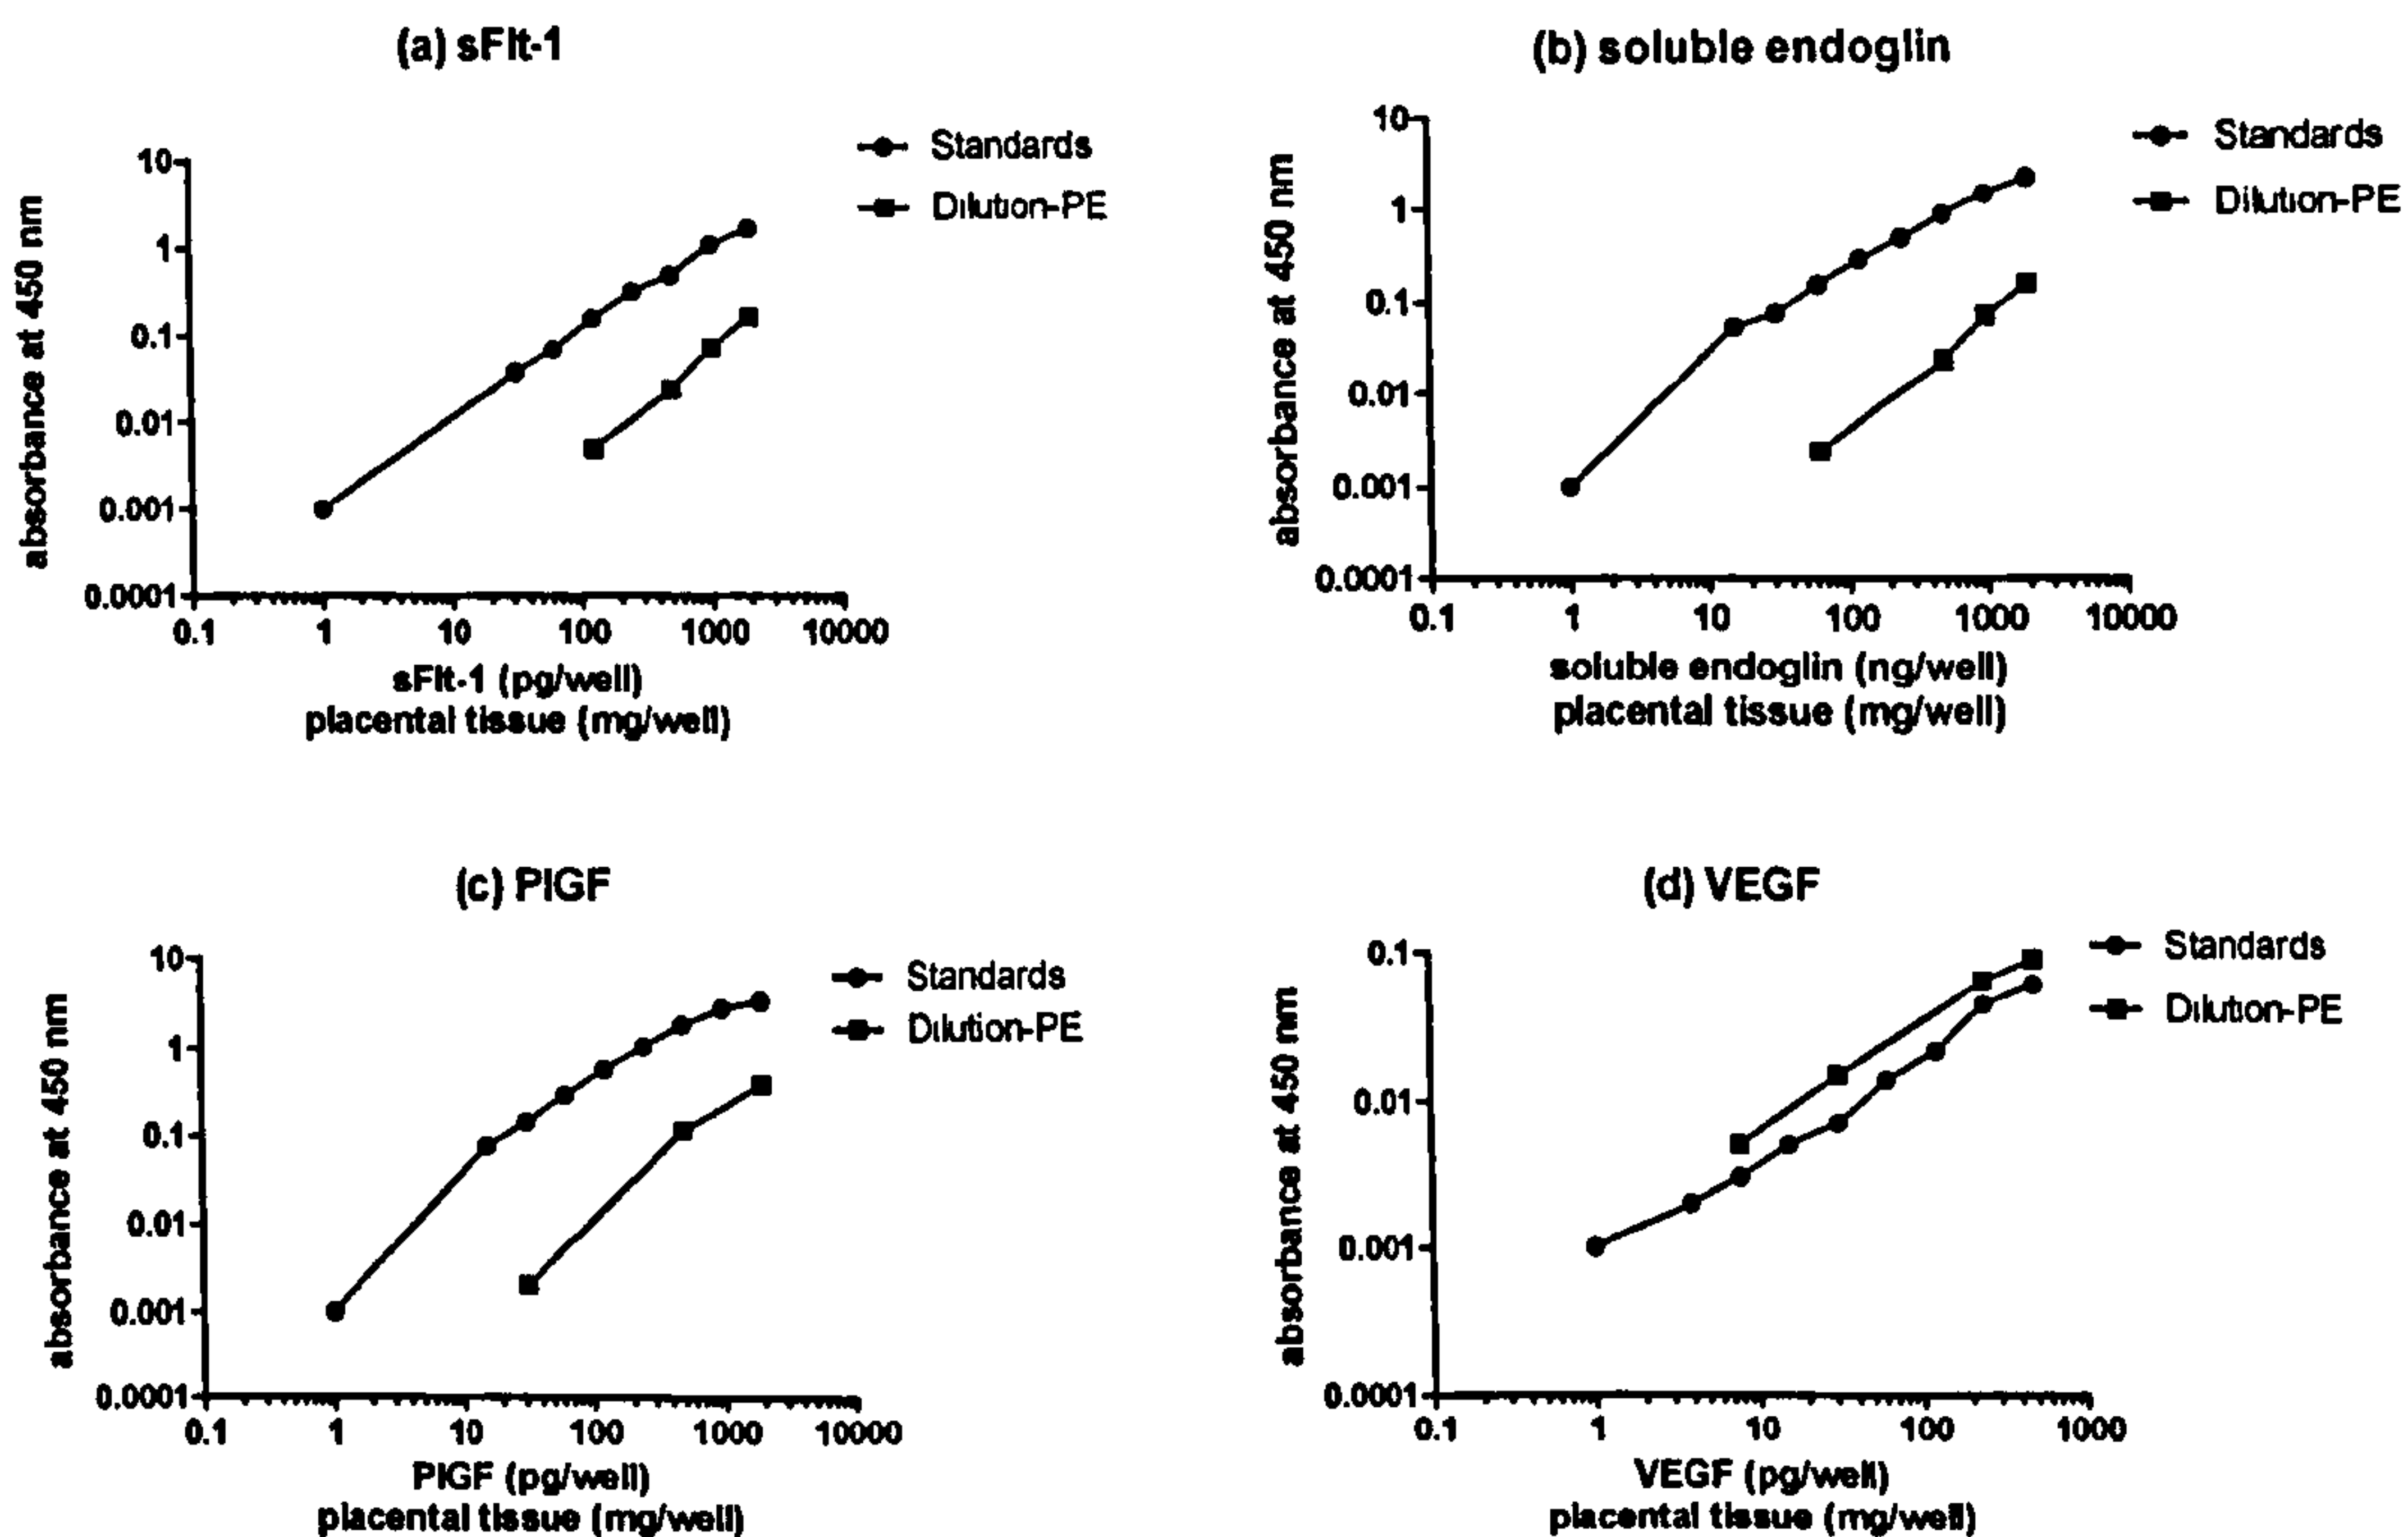 (a) sFlt-1
Standards
Dilution-PE
absorbance at 450 nm
10
1
0.1
0.01
0.001
0.0001
0.1
1
10
100
1000
10000
sFlt-1 (pg/well)
placental tissue (mg/well)
(b) soluble endoglin
Standards
Dilution-PE
absorbance at 450 nm
10
1
0.1
0.01
0.001
0.0001
0.1
1
10
100
1000
10000
soluble endoglin (ng/well)
placental tissue (mg/well)
(c) PlGF
Standards
Dilution-PE
absorbance at 450 nm
10
1
0.1
0.01
0.001
0.0001
0.1
1
10
100
1000
10000
PlGF (pg/well)
placental tissue (mg/well)
(d) VEGF
Standards
Dilution-PE
absorbance at 450 nm
0.1
0.01
0.001
0.0001
0.1
1
10
100
1000
VEGF (pg/well)
placental tissue (mg/well)